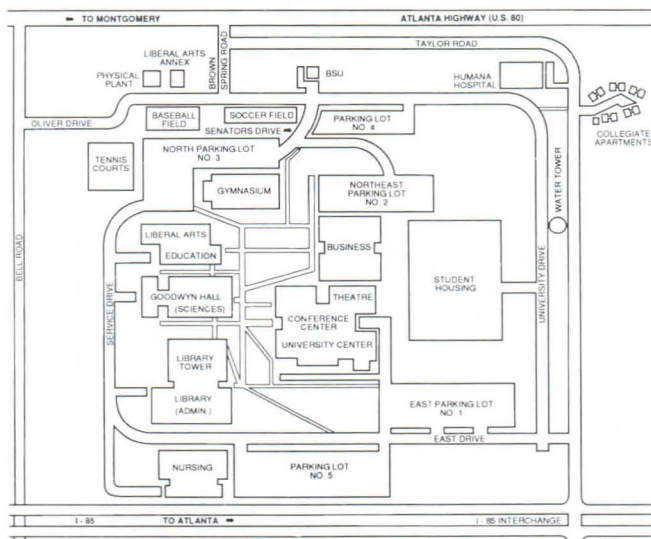 TO MONTGOMERY
ATLANTA HIGHWAY (U.S. 80)
TAYLOR ROAD
LIBERAL ARTS
ANNEX
PHYSICAL
PLANT
BROWN
SPRING ROAD
BSU
HUMANA
HOSPITAL
OLIVER DRIVE
BASEBALL
FIELD
SOCCER FIELD
SENATORS DRIVE
PARKING LOT
NO. 4
COLLEGIATE
APARTMENTS
TENNIS
COURTS
NORTH PARKING LOT
NO. 3
GYMNASIUM
NORTHEAST
PARKING LOT
NO. 2
WATER TOWER
BELL ROAD
LIBERAL ARTS
EDUCATION
BUSINESS
STUDENT
HOUSING
UNIVERSITY DRIVE
SERVICE DRIVE
GOODWYN HALL
(SCIENCES)
THEATRE
CONFERENCE
CENTER
UNIVERSITY CENTER
LIBRARY
TOWER
LIBRARY
(ADMIN.)
EAST PARKING LOT
NO. 1
EAST DRIVE
NURSING
PARKING LOT
NO. 5
I - 85
TO ATLANTA
I - 85 INTERCHANGE